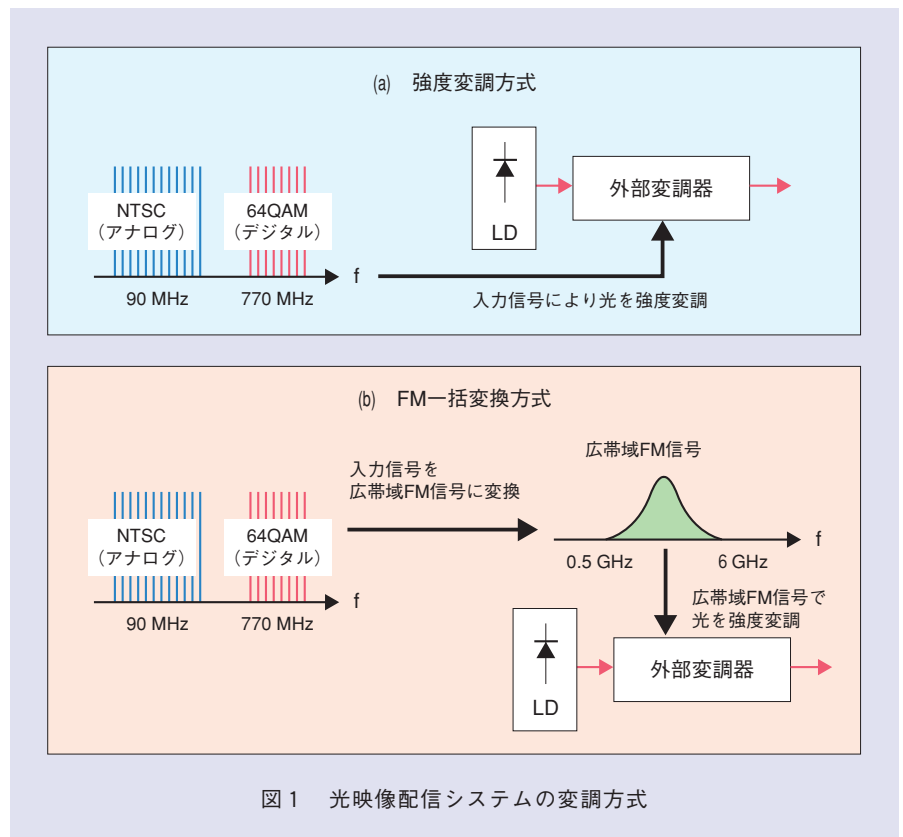 (a) 強度変調方式
NTSC
(アナログ)
64QAM
(デジタル)
f
90 MHz
770 MHz
LD
外部変調器
入力信号により光を強度変調
(b) FM一括変換方式
NTSC
(アナログ)
64QAM
(デジタル)
f
90 MHz
770 MHz
入力信号を
広帯域FM信号に変換
広帯域FM信号
f
0.5 GHz
6 GHz
広帯域FM信号で
光を強度変調
LD
外部変調器
図1 光映像配信システムの変調方式